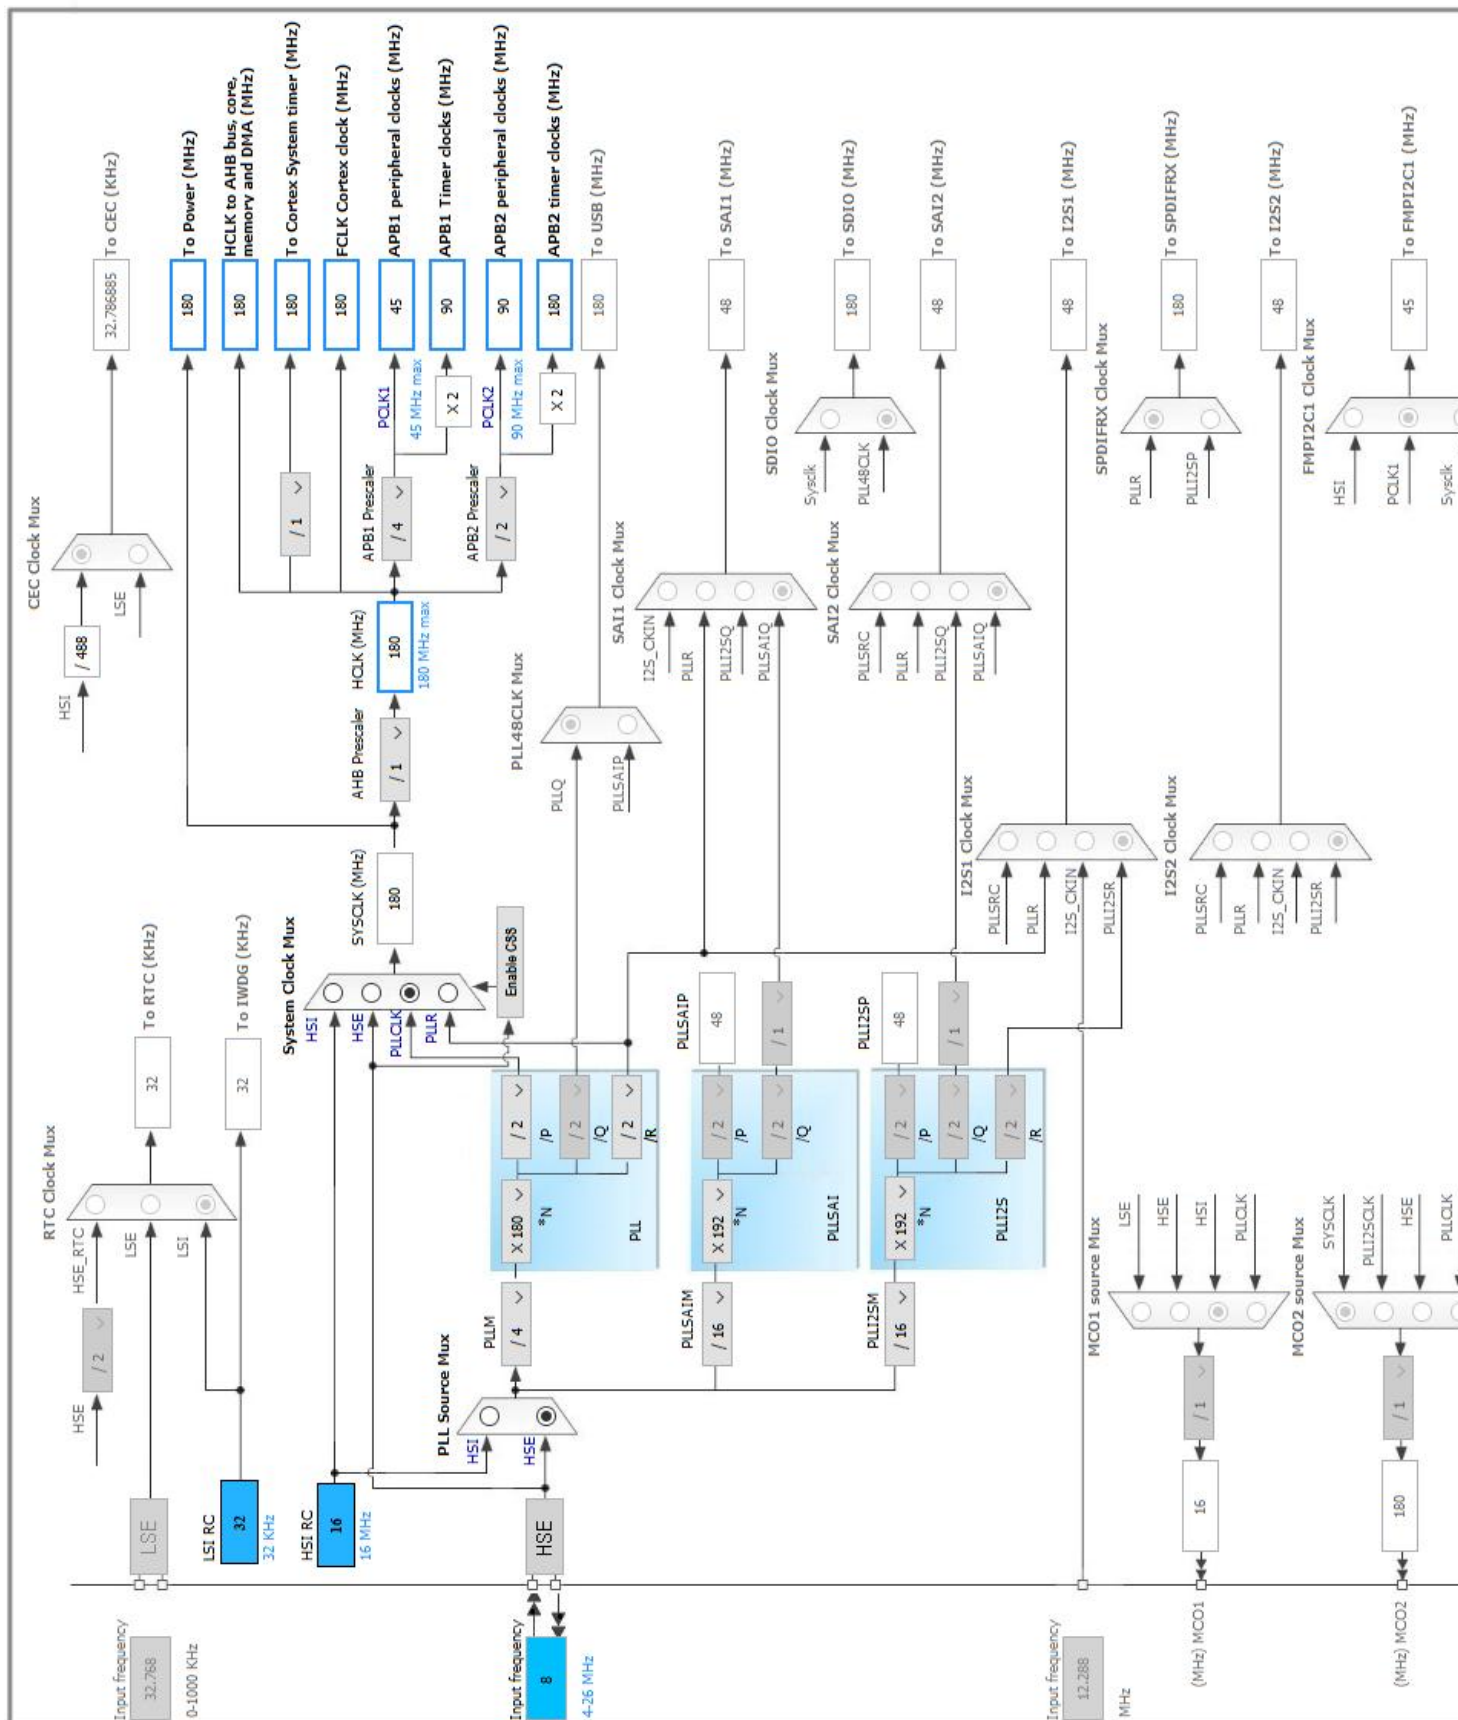 Input frequency
32.768
0-1000 KHz
LSE
HSE
/ 2
HSE_RTC
LSE
LSI
RTC Clock Mux
32
To RTC (KHz)
LSI RC
32
32 KHz
32
To IWDG (KHz)
HSI
/ 488
LSE
CEC Clock Mux
32.786885
To CEC (KHz)
HSI RC
16
16 MHz
Input frequency
8
4-26 MHz
HSE
PLL Source Mux
HSI
HSE
PLLM
/ 4
X 180
*N
/ 2
/P
/ 2
/Q
/ 2
/R
PLL
System Clock Mux
HSI
HSE
PLLCLK
PLLR
Enable CSS
SYSCLK (MHz)
180
AHB Prescaler
/ 1
HCLK (MHz)
180
180 MHz max
/ 1
APB1 Prescaler
/ 4
PCLK1
45 MHz max
X 2
APB2 Prescaler
/ 2
PCLK2
90 MHz max
X 2
180
To Power (MHz)
180
HCLK to AHB bus, core,
memory and DMA (MHz)
180
To Cortex System timer (MHz)
180
FCLK Cortex clock (MHz)
45
APB1 peripheral clocks (MHz)
90
APB1 Timer clocks (MHz)
90
APB2 peripheral clocks (MHz)
180
APB2 timer clocks (MHz)
PLL48CLK Mux
PLLQ
PLLSAIP
180
To USB (MHz)
PLLSAIM
/ 16
X 192
*N
/ 2
/P
/ 2
/Q
PLLSAI
PLLSAIP
48
/ 1
SAI1 Clock Mux
I2S_CKIN
PLLR
PLLI2SQ
PLLSAIQ
48
To SAI1 (MHz)
SDIO Clock Mux
Sysclk
PLL48CLK
180
To SDIO (MHz)
PLLI2SM
/ 16
X 192
*N
/ 2
/P
/ 2
/Q
/ 2
/R
PLLI2S
PLLI2SP
48
/ 1
SAI2 Clock Mux
PLLSRC
PLLR
PLLI2SQ
PLLSAIQ
48
To SAI2 (MHz)
Input frequency
12.288
MHz
I2S1 Clock Mux
PLLSRC
PLLR
I2S_CKIN
PLLI2SR
48
To I2S1 (MHz)
SPDIFRX Clock Mux
PLLR
PLLI2SP
180
To SPDIFRX (MHz)
I2S2 Clock Mux
PLLSRC
PLLR
I2S_CKIN
PLLI2SR
48
To I2S2 (MHz)
FMPI2C1 Clock Mux
HSI
PCLK1
Sysclk
45
To FMPI2C1 (MHz)
(MHz) MCO1
16
/ 1
MCO1 source Mux
LSE
HSE
HSI
PLLCLK
(MHz) MCO2
180
/ 1
MCO2 source Mux
SYSCLK
PLLI2SCLK
HSE
PLLCLK